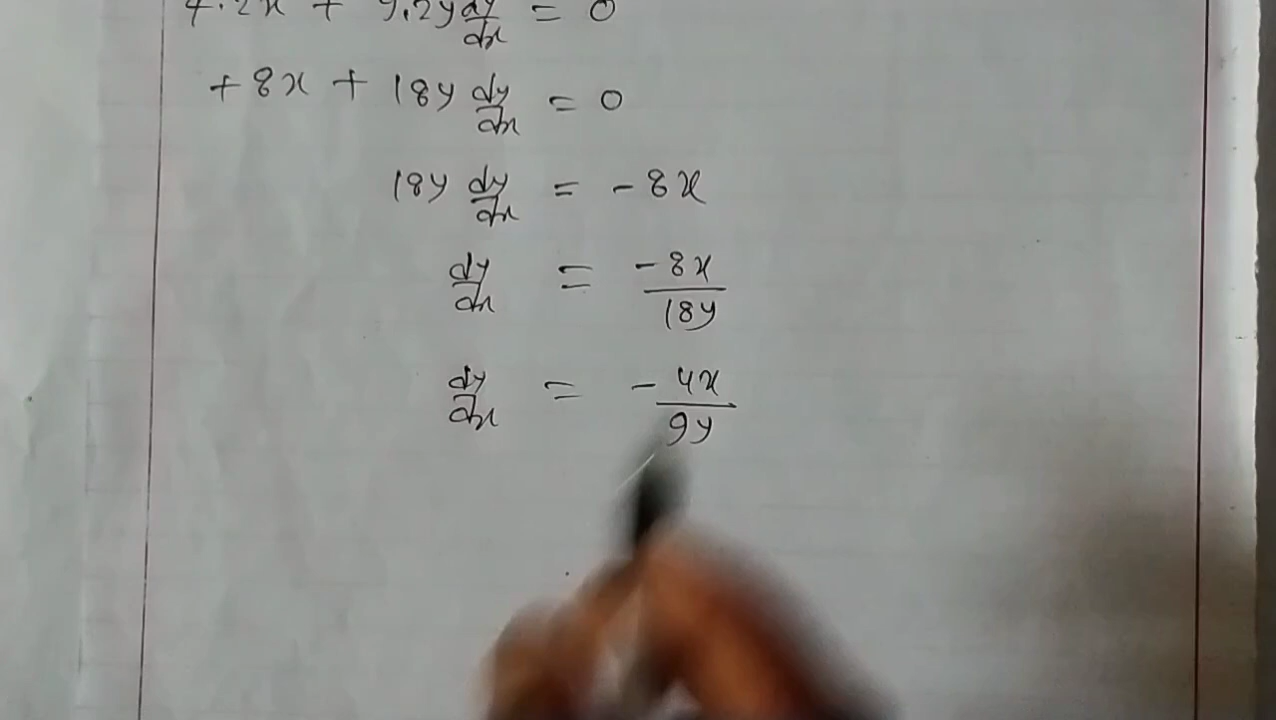 4.2x + 9.2y dy/dx = 0
+ 8x + 18y dy/dx = 0
18y dy/dx = - 8x
dy/dx = -8x/18y
dy/dx = - 4x/9y